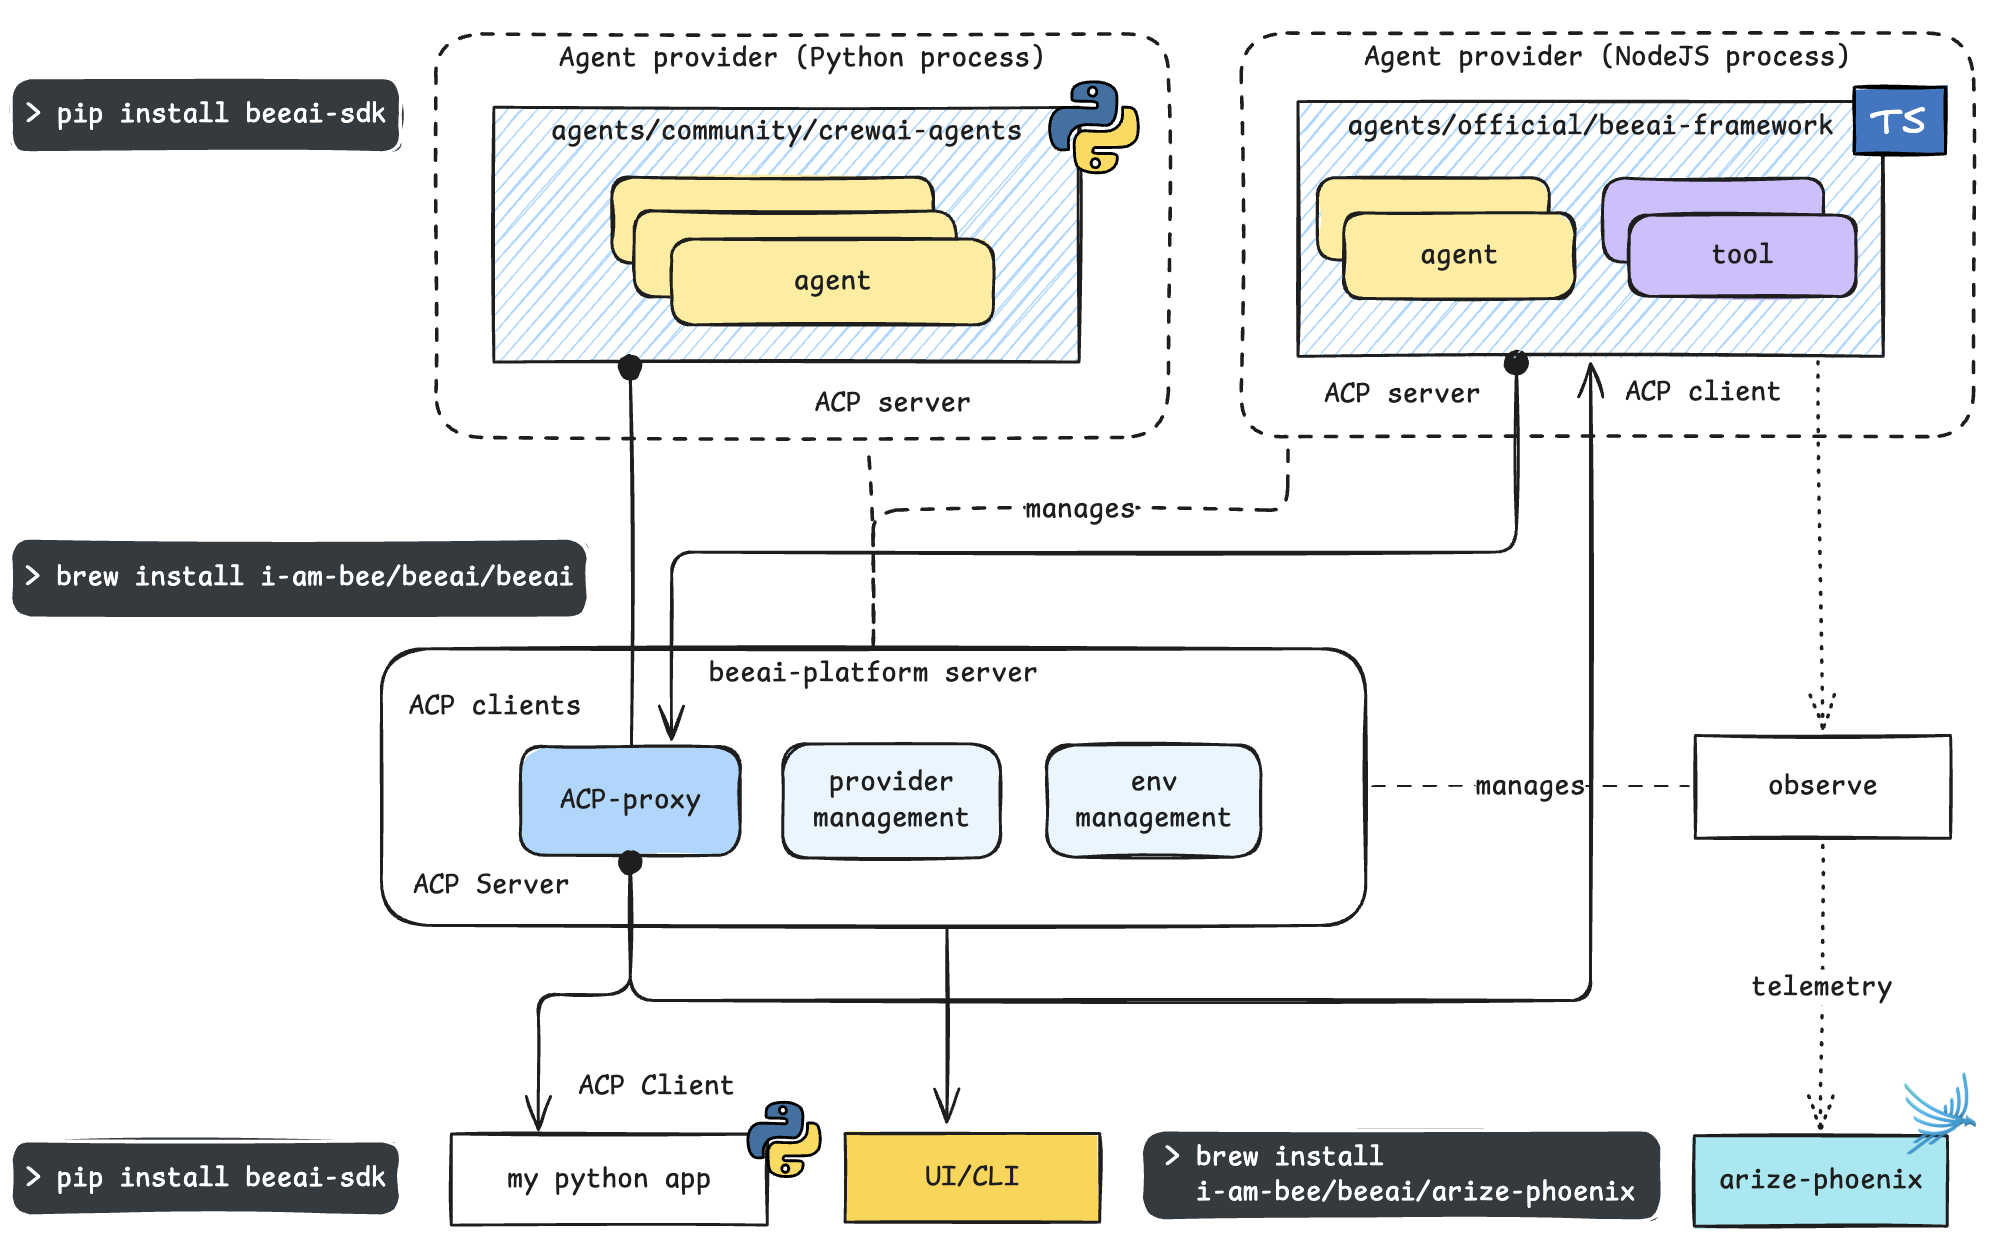 Agent provider (Python process)
Agent provider (NodeJS process)
> pip install beeai-sdk
agents/community/crewai-agents
agents/official/beeai-framework
TS
agent
agent
tool
ACP server
ACP server
ACP client
manages
> brew install i-am-bee/beeai/beeai
beeai-platform server
ACP clients
ACP-proxy
provider
management
env
management
manages
observe
ACP Server
telemetry
ACP Client
> pip install beeai-sdk
my python app
UI/CLI
> brew install
i-am-bee/beeai/arize-phoenix
arize-phoenix